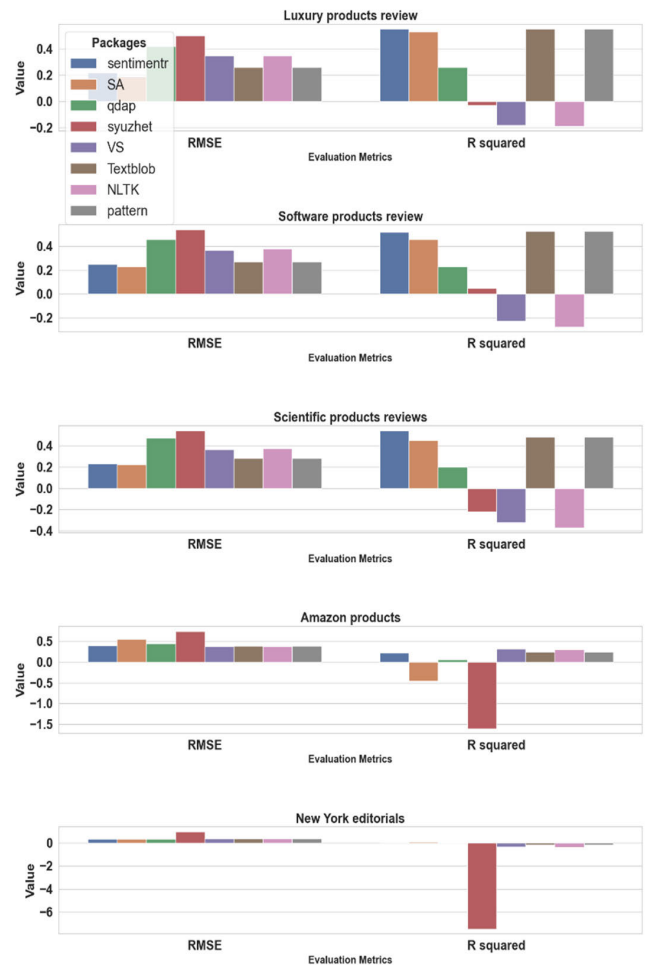 Luxury products review
Packages
sentimentr
SA
qdap
syuzhet
VS
Textblob
NLTK
pattern
Value
0.4
0.2
0.0
−0.2
RMSE
R squared
Evaluation Metrics
Software products review
Value
0.4
0.2
0.0
−0.2
RMSE
R squared
Evaluation Metrics
Scientific products reviews
Value
0.4
0.2
0.0
−0.2
−0.4
RMSE
R squared
Evaluation Metrics
Amazon products
Value
0.5
0.0
−0.5
−1.0
−1.5
RMSE
R squared
Evaluation Metrics
New York editorials
Value
0
−2
−4
−6
RMSE
R squared
Evaluation Metrics